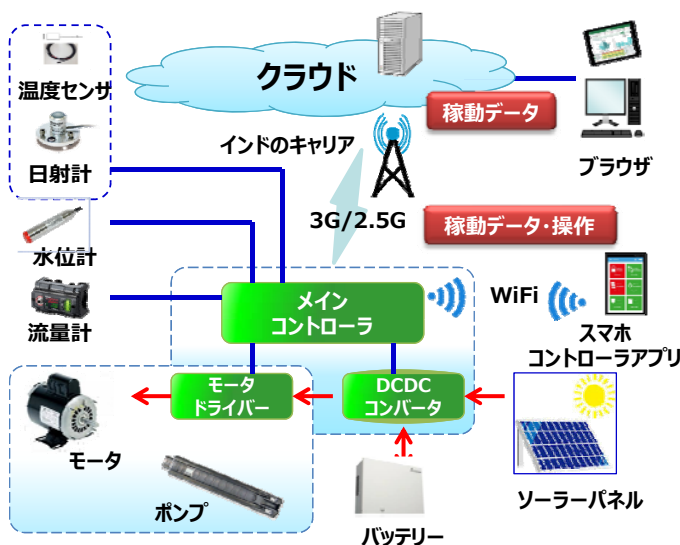 クラウド
温度センサ
稼動データ
インドのキャリア
ブラウザ
日射計
3G/2.5G
稼動データ・操作
水位計
メイン
コントローラ
WiFi
流量計
スマホ
コントローラアプリ
モータ
ドライバー
DCDC
コンバータ
モータ
ポンプ
バッテリー
ソーラーパネル